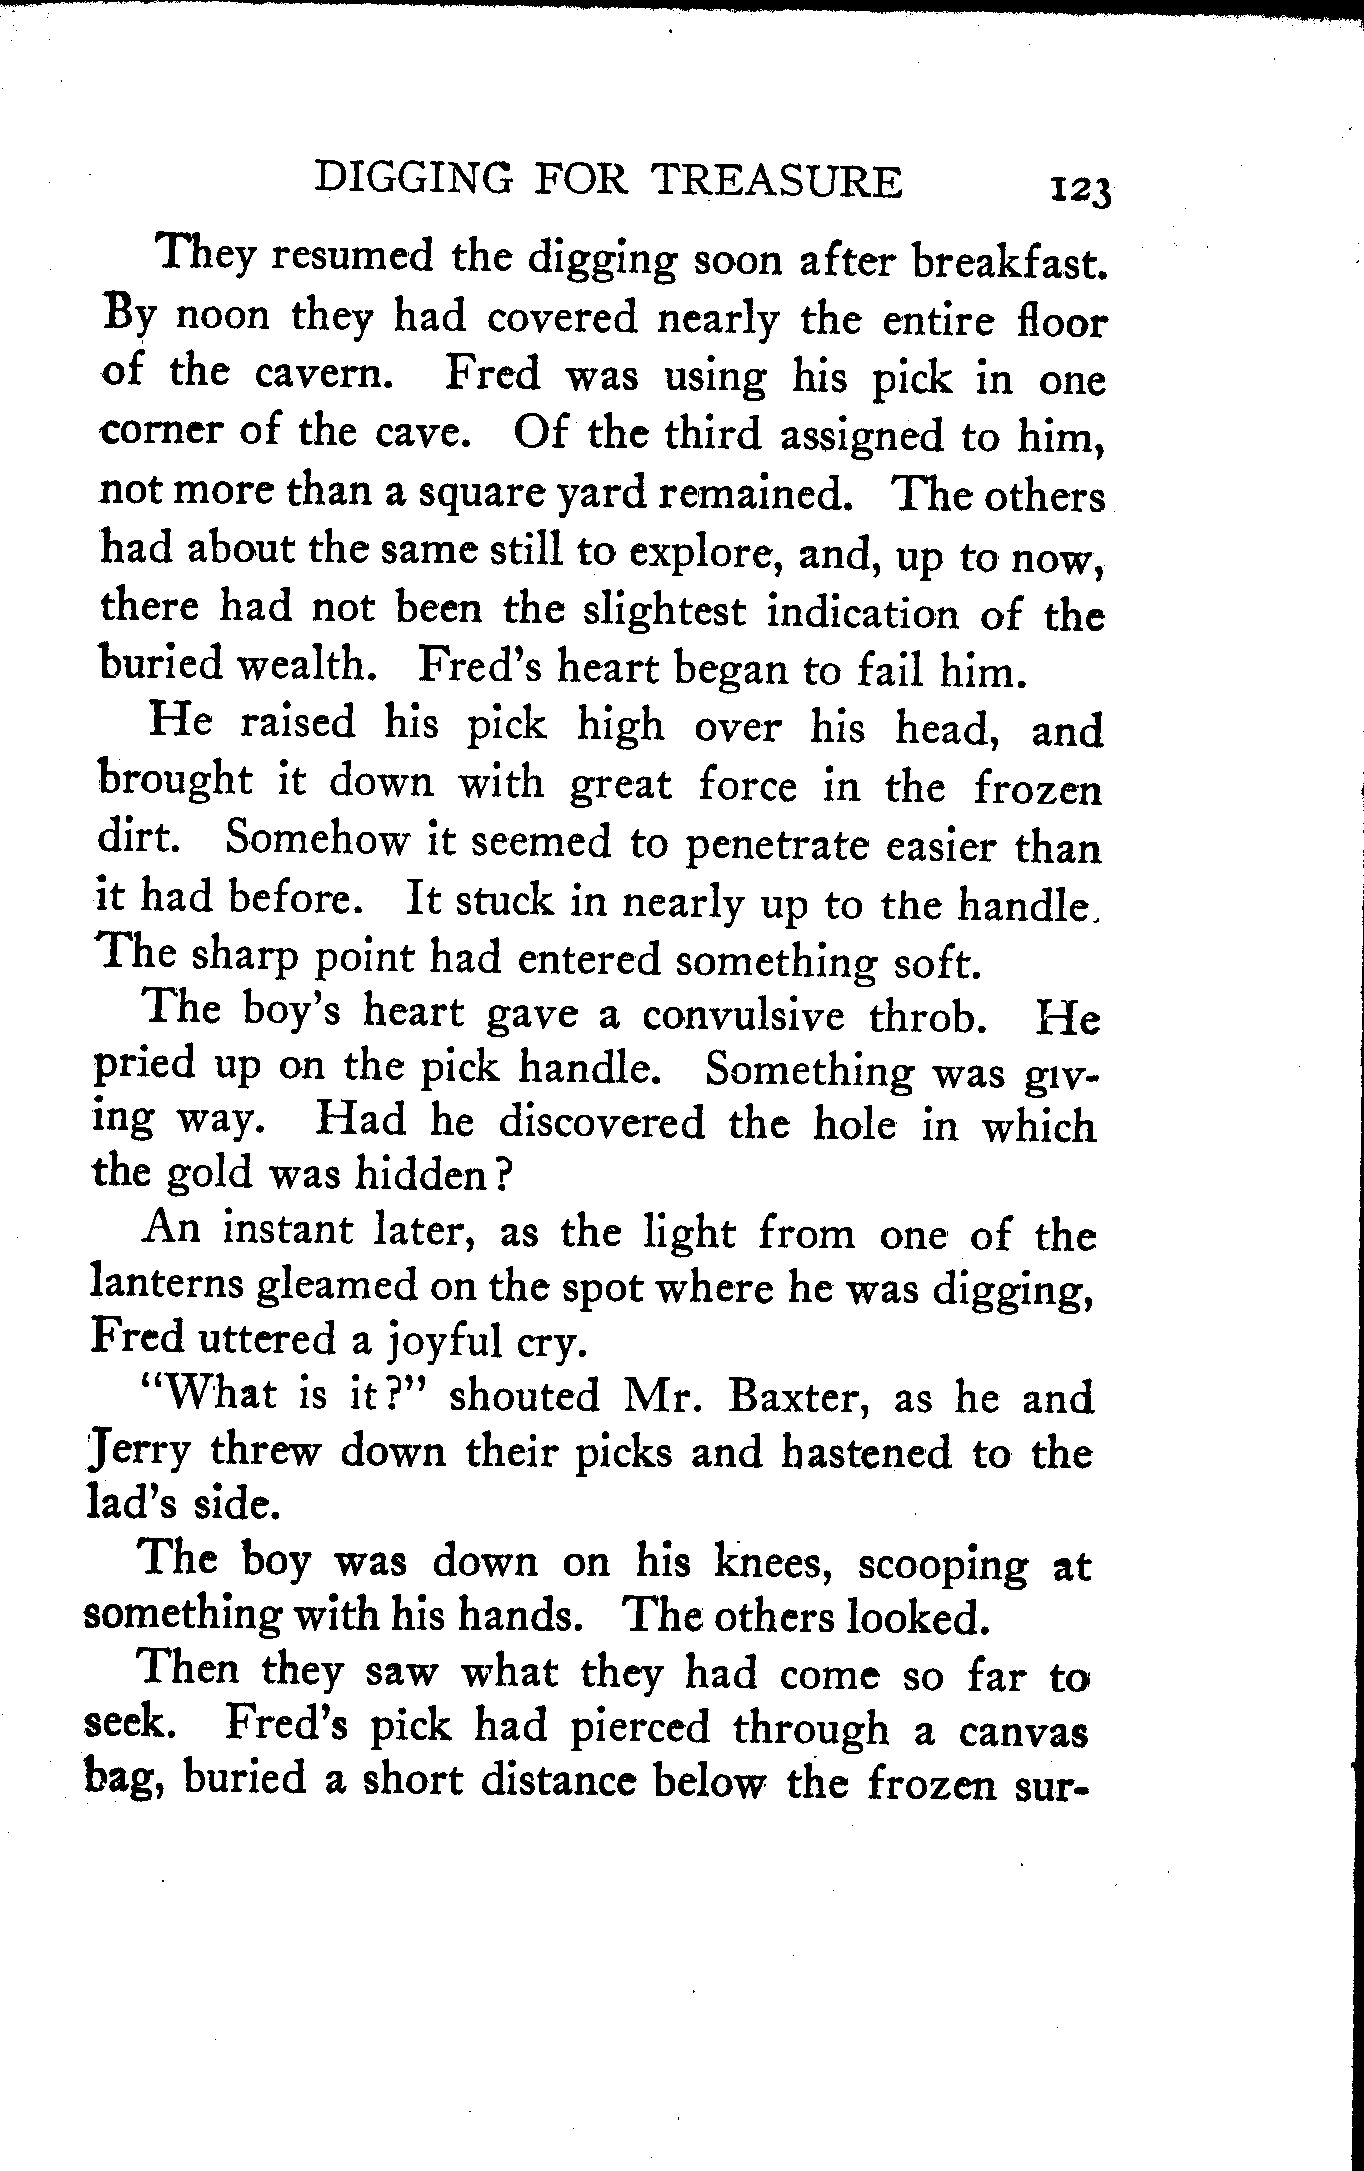 DIGGING FOR TREASURE 123
They resumed the digging soon after breakfast.
By noon they had covered nearly the entire floor
of the cavern. Fred was using his pick in one
corner of the cave. Of the third assigned to him,
not more than a square yard remained. The others
had about the same still to explore, and, up to now,
there had not been the slightest indication of the
buried wealth. Fred's heart began to fail him.
He raised his pick high over his head, and
brought it down with great force in the frozen
dirt. Somehow it seemed to penetrate easier than
it had before. It stuck in nearly up to the handle.
The sharp point had entered something soft.
The boy's heart gave a convulsive throb. He
pried up on the pick handle. Something was giv-
ing way. Had he discovered the hole in which
the gold was hidden?
An instant later, as the light from one of the
lanterns gleamed on the spot where he was digging,
Fred uttered a joyful cry.
"What is it?" shouted Mr. Baxter, as he and
Jerry threw down their picks and hastened to the
lad's side.
The boy was down on his knees, scooping at
something with his hands. The others looked.
Then they saw what they had come so far to
seek. Fred's pick had pierced through a canvas
bag, buried a short distance below the frozen sur-